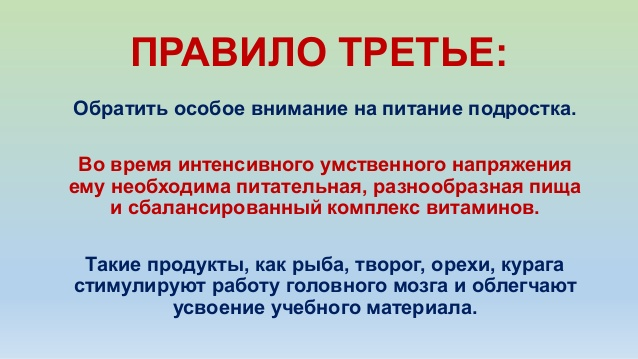 ПРАВИЛО ТРЕТЬЕ:
Обратить особое внимание на питание подростка.
Во время интенсивного умственного напряжения
ему необходима питательная, разнообразная пища
и сбалансированный комплекс витаминов.
Такие продукты, как рыба, творог, орехи, курага
стимулируют работу головного мозга и облегчают
усвоение учебного материала.